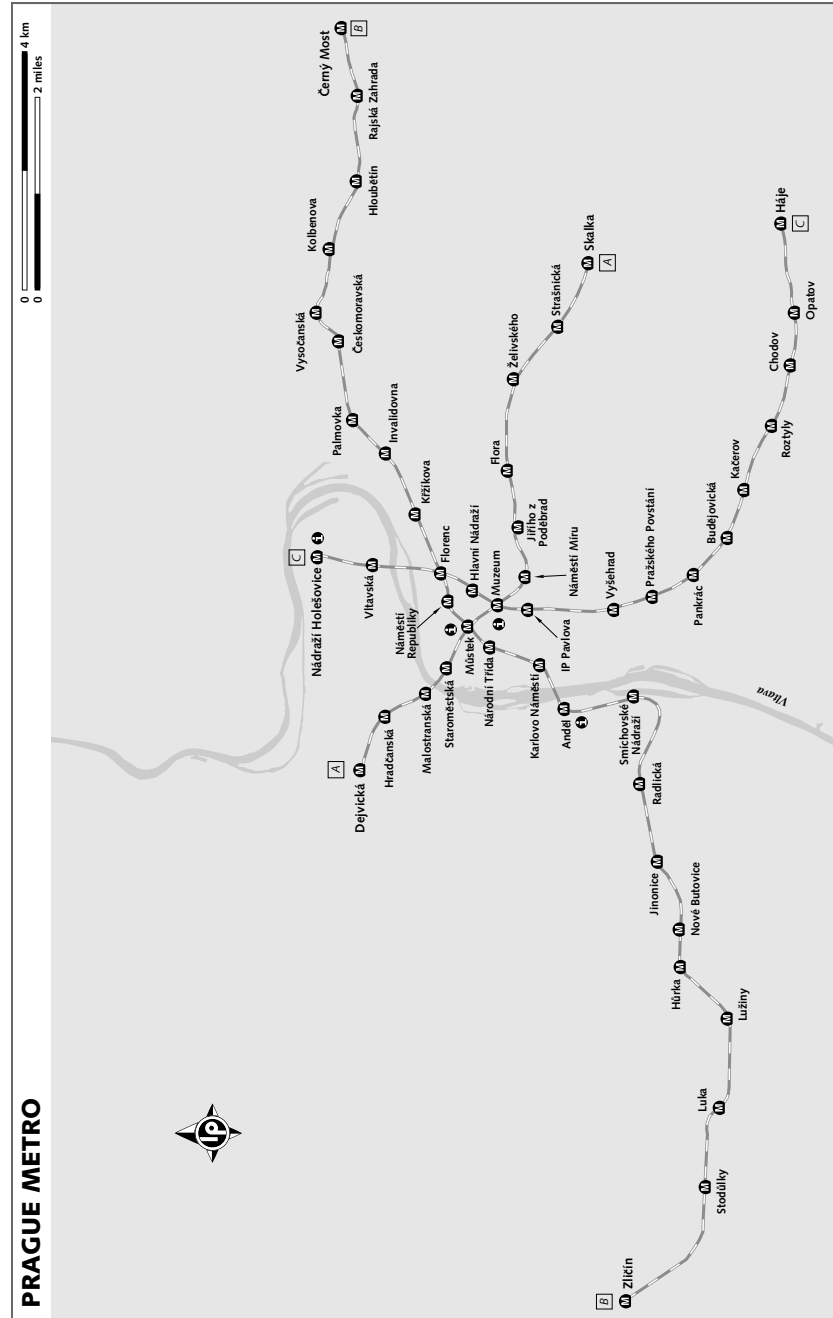 PRAGUE METRO
0
4 km
0
2 miles
lp
A
Dejvická
Hradčanská
Malostranská
Staroměstská
Můstek
Muzeum
Náměstí Míru
Jiřího z
Poděbrad
Flora
Želivského
Strašnická
Skalka
A
B
Zličín
Stodůlky
Luka
Lužiny
Hůrka
Nové Butovice
Jinonice
Radlická
Smíchovské
Nádraží
Anděl
Karlovo Náměstí
Národní Třída
Náměstí
Republiky
Florenc
Křižíkova
Invalidovna
Palmovka
Českomoravská
Vysočanská
Kolbenova
Hloubětín
Rajská Zahrada
Černý Most
B
C
Nádraží Holešovice
Vltavská
Hlavní Nádraží
IP Pavlova
Vyšehrad
Pražského Povstání
Pankrác
Budějovická
Kačerov
Roztyly
Chodov
Opatov
Háje
C
Vltava